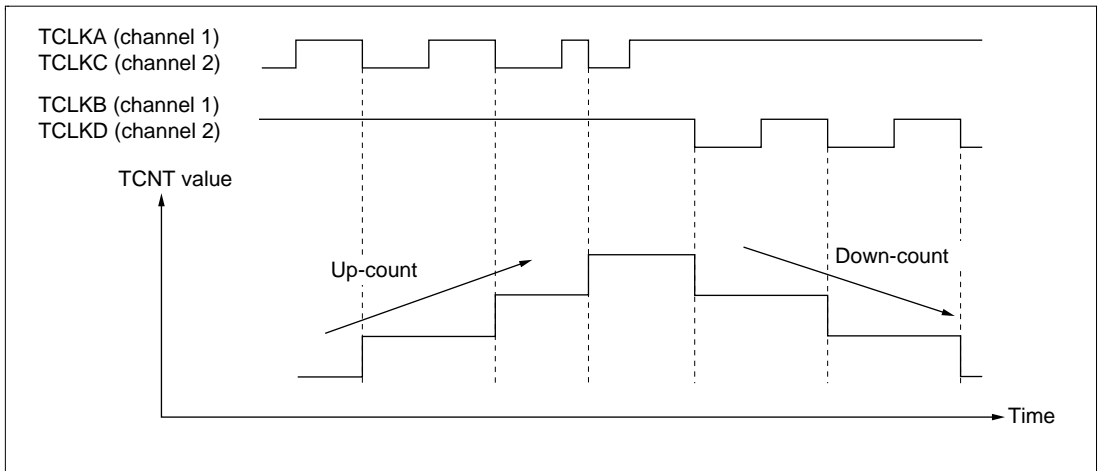 TCLKA (channel 1)
TCLKC (channel 2)
TCLKB (channel 1)
TCLKD (channel 2)
TCNT value
Up-count
Down-count
Time